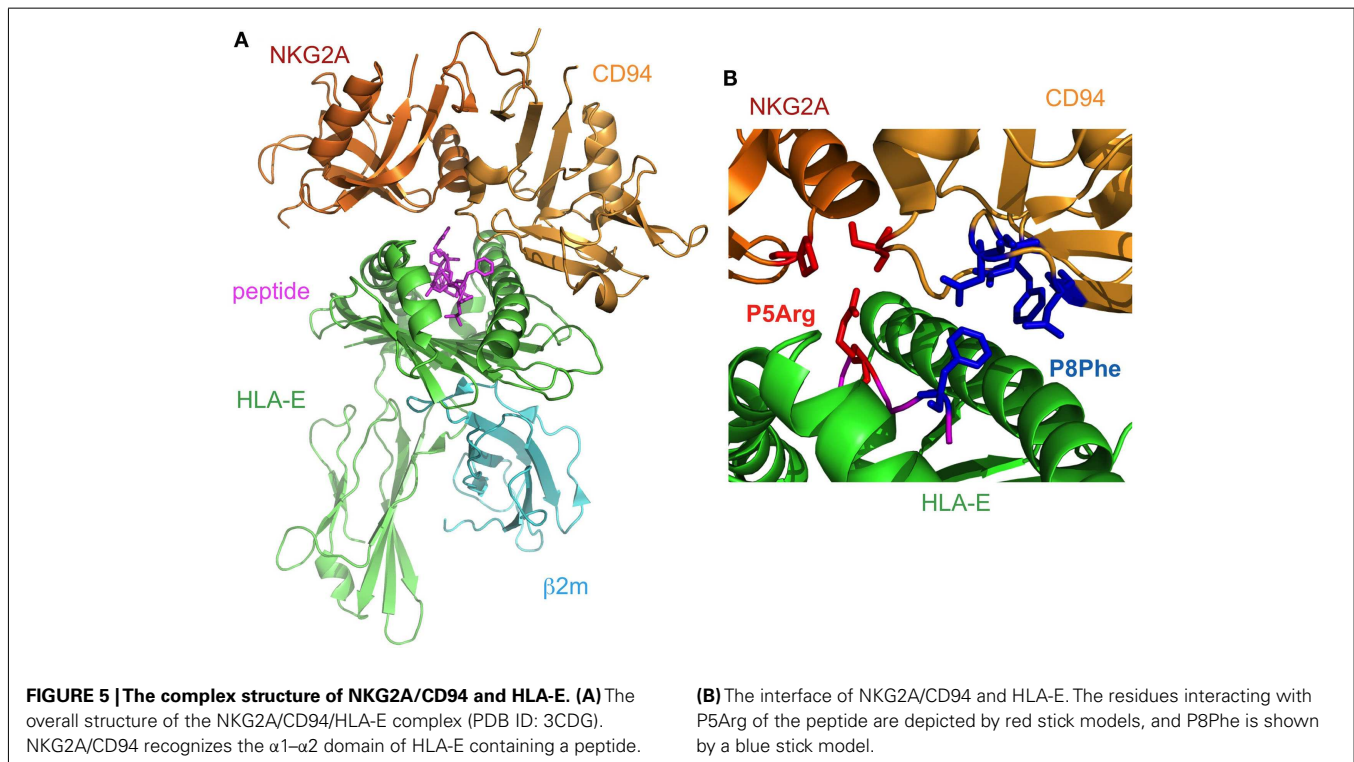 A
NKG2A
CD94
peptide
HLA-E
β2m
B
NKG2A
CD94
P5Arg
P8Phe
HLA-E
FIGURE 5 | The complex structure of NKG2A/CD94 and HLA-E. (A) The
overall structure of the NKG2A/CD94/HLA-E complex (PDB ID: 3CDG).
NKG2A/CD94 recognizes the α1–α2 domain of HLA-E containing a peptide.
(B) The interface of NKG2A/CD94 and HLA-E. The residues interacting with
P5Arg of the peptide are depicted by red stick models, and P8Phe is shown
by a blue stick model.